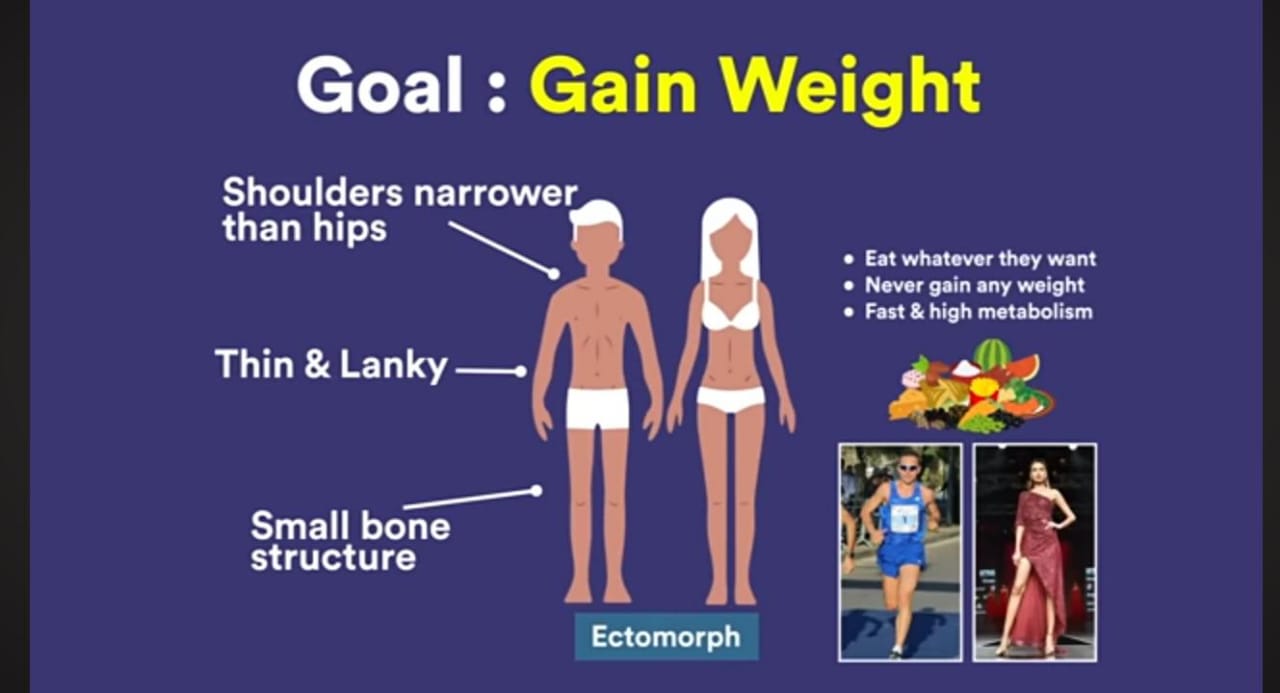 Goal : Gain Weight
Shoulders narrower
than hips
Thin & Lanky
Small bone
structure
• Eat whatever they want
• Never gain any weight
• Fast & high metabolism
Ectomorph